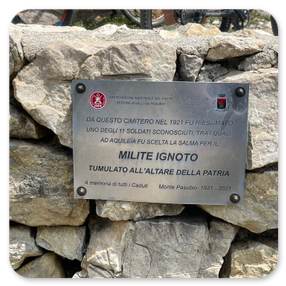 DA QUESTO CIMITERO NEL 1921 FU RIESUMATO
UNO DEGLI 11 SOLDATI SCONOSCIUTI, TRA I QUALI
AD AQUILEIA FU SCELTA LA SALMA PER IL
MILITE IGNOTO
TUMULATO ALL'ALTARE DELLA PATRIA
A memoria di tutti i Caduti Monte Pasubio 1921 - 2021